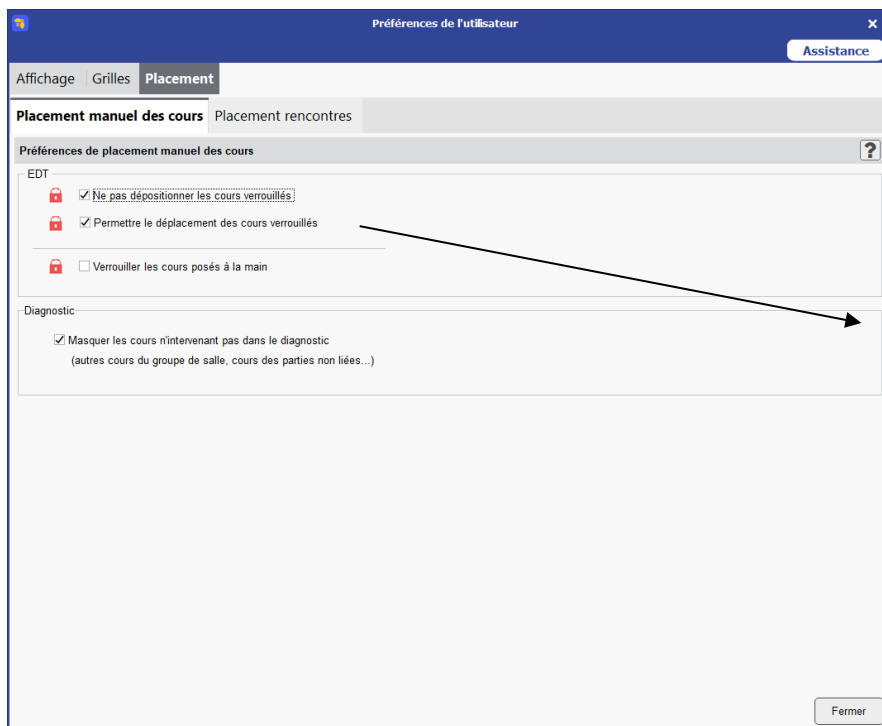 Préférences de l'utilisateur
Assistance
Affichage Grilles Placement
Placement manuel des cours Placement rencontres
Préférences de placement manuel des cours ?
EDT
Ne pas dépositionner les cours verrouillés
Permettre le déplacement des cours verrouillés
Verrouiller les cours posés à la main
Diagnostic
Masquer les cours n'intervenant pas dans le diagnostic
(autres cours du groupe de salle, cours des parties non liées...)
Fermer